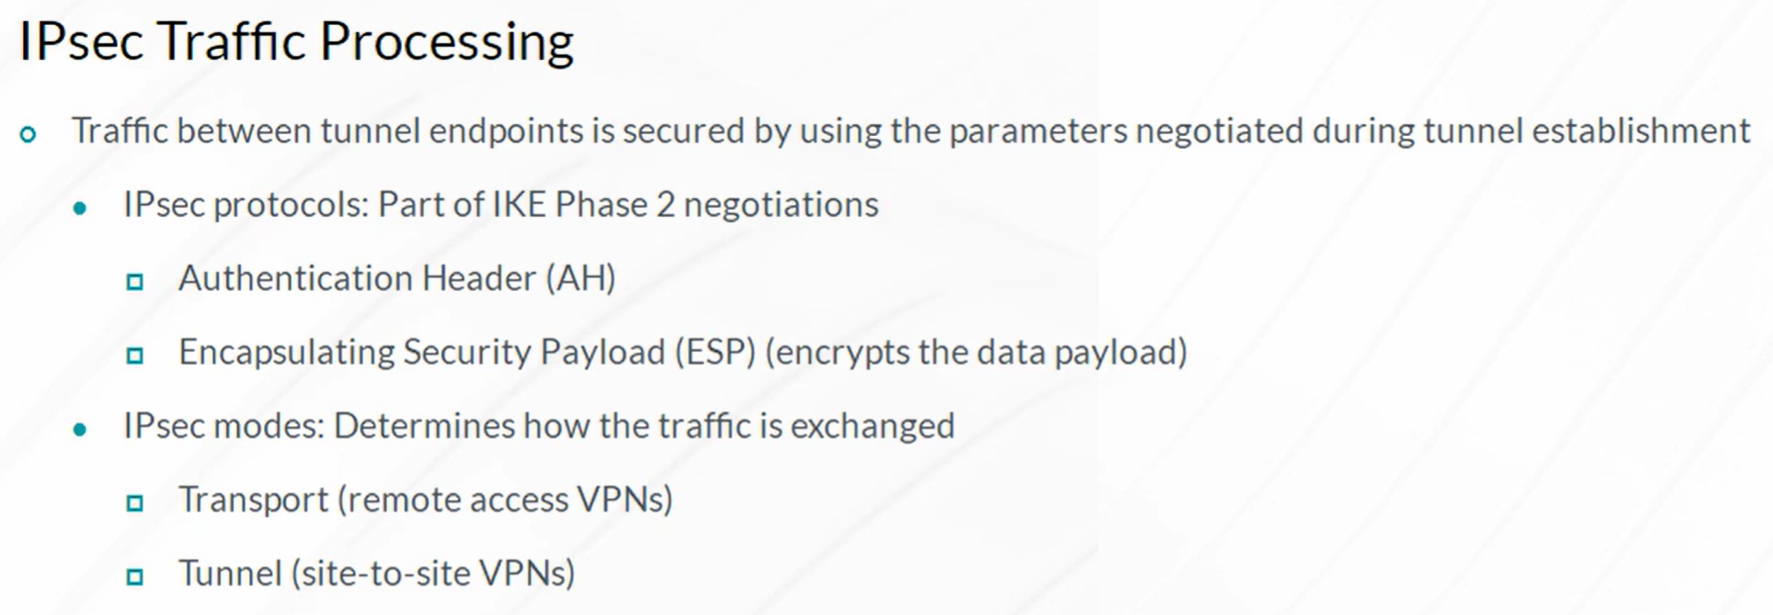 IPsec Traffic Processing
Traffic between tunnel endpoints is secured by using the parameters negotiated during tunnel establishment
IPsec protocols: Part of IKE Phase 2 negotiations
Authentication Header (AH)
Encapsulating Security Payload (ESP) (encrypts the data payload)
IPsec modes: Determines how the traffic is exchanged
Transport (remote access VPNs)
Tunnel (site-to-site VPNs)